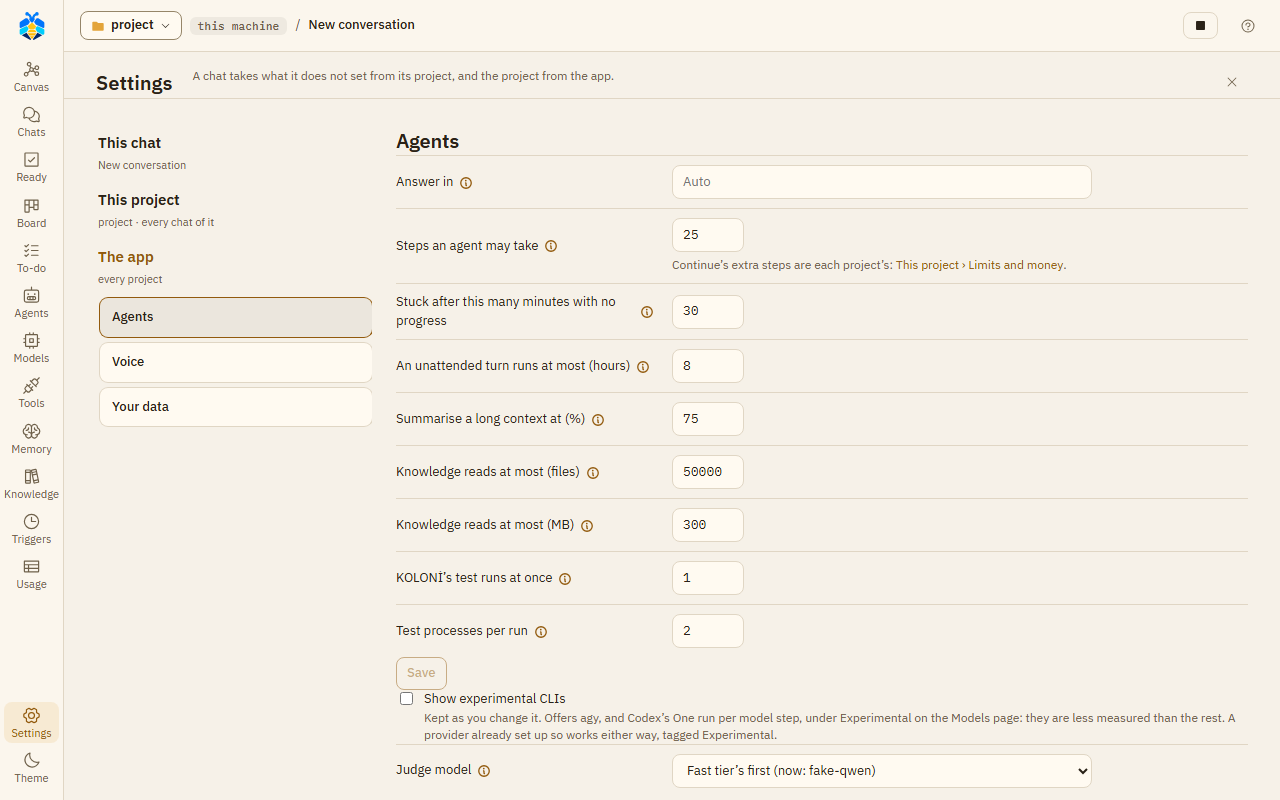 project
this machine / New conversation
Settings
A chat takes what it does not set from its project, and the project from the app.
Canvas
Chats
Ready
Board
To-do
Agents
Models
Tools
Memory
Knowledge
Triggers
Usage
Settings
Theme
This chat
New conversation
This project
project · every chat of it
The app
every project
Agents
Voice
Your data
Agents
Answer in
Auto
Steps an agent may take
25
Continue’s extra steps are each project’s: This project › Limits and money.
Stuck after this many minutes with no
progress
30
An unattended turn runs at most (hours)
8
Summarise a long context at (%)
75
Knowledge reads at most (files)
50000
Knowledge reads at most (MB)
300
KOLONİ’s test runs at once
1
Test processes per run
2
Save
Show experimental CLIs
Kept as you change it. Offers agy, and Codex’s One run per model step, under Experimental on the Models page: they are less measured than the rest. A
provider already set up so works either way, tagged Experimental.
Judge model
Fast tier’s first (now: fake-qwen)